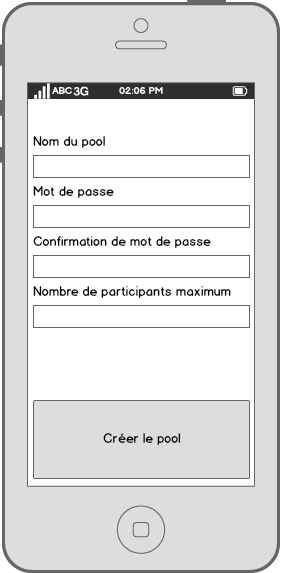 ABC 3G 02:06 PM
Nom du pool
Mot de passe
Confirmation de mot de passe
Nombre de participants maximum
Créer le pool